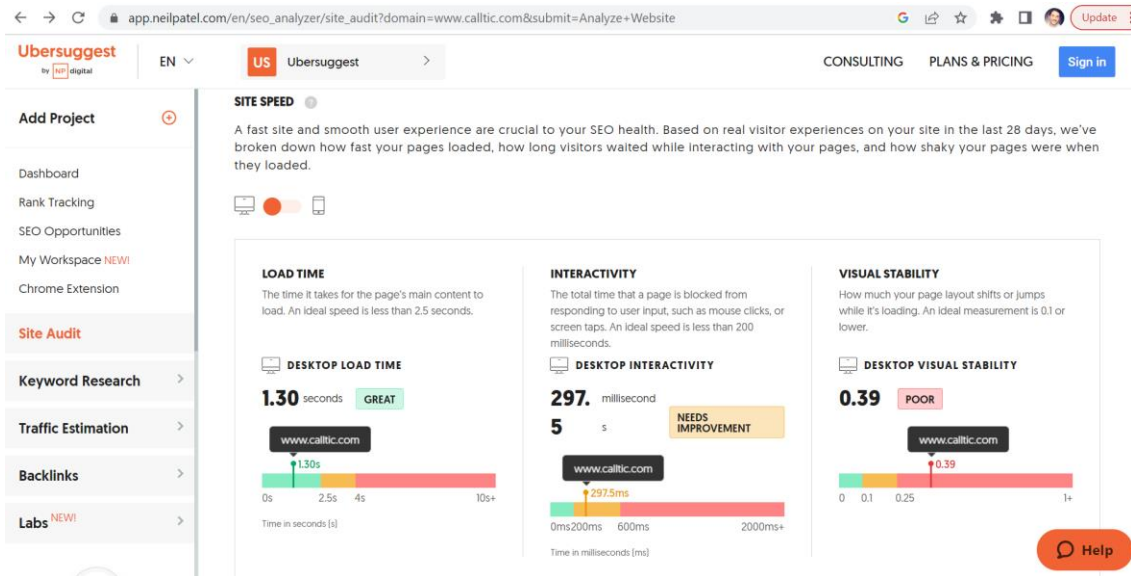 app.neilpatel.com/en/seo_analyzer/site_audit?domain=www.calltic.com&submit=Analyze+Website
Update
Ubersuggest
by NP digital
EN
US Ubersuggest
CONSULTING
PLANS & PRICING
Sign in
Add Project
Dashboard
Rank Tracking
SEO Opportunities
My Workspace NEW!
Chrome Extension
Site Audit
Keyword Research
Traffic Estimation
Backlinks
Labs NEW!
SITE SPEED ?
A fast site and smooth user experience are crucial to your SEO health. Based on real visitor experiences on your site in the last 28 days, we've
broken down how fast your pages loaded, how long visitors waited while interacting with your pages, and how shaky your pages were when
they loaded.
LOAD TIME
The time it takes for the page's main content to
load. An ideal speed is less than 2.5 seconds.
DESKTOP LOAD TIME
1.30 seconds GREAT
www.calltic.com
1.30s
0s 2.5s 4s 10s+
Time in seconds [s]
INTERACTIVITY
The total time that a page is blocked from
responding to user input, such as mouse clicks, or
screen taps. An ideal speed is less than 200
milliseconds.
DESKTOP INTERACTIVITY
297. millisecond
5 s
NEEDS
IMPROVEMENT
www.calltic.com
297.5ms
0ms 200ms 600ms 2000ms+
Time in milliseconds [ms]
VISUAL STABILITY
How much your page layout shifts or jumps
while it's loading. An ideal measurement is 0.1 or
lower.
DESKTOP VISUAL STABILITY
0.39 POOR
www.calltic.com
0.39
0 0.1 0.25 1+
Help